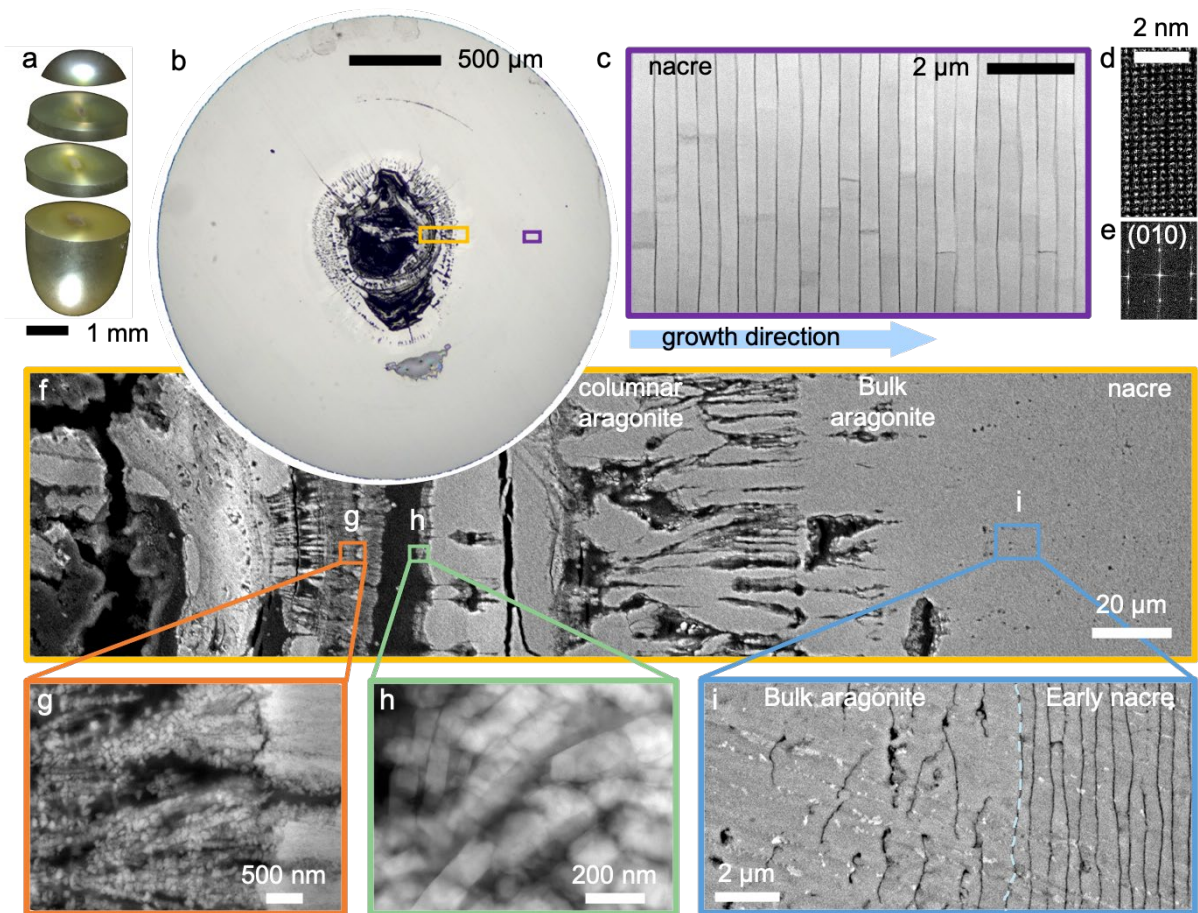 a
1 mm
b
500 µm
c
nacre
2 µm
growth direction
2 nm
d
e
(010)
f
columnar
aragonite
Bulk
aragonite
nacre
g
h
i
20 µm
g
500 nm
h
200 nm
i
Bulk aragonite
Early nacre
2 µm